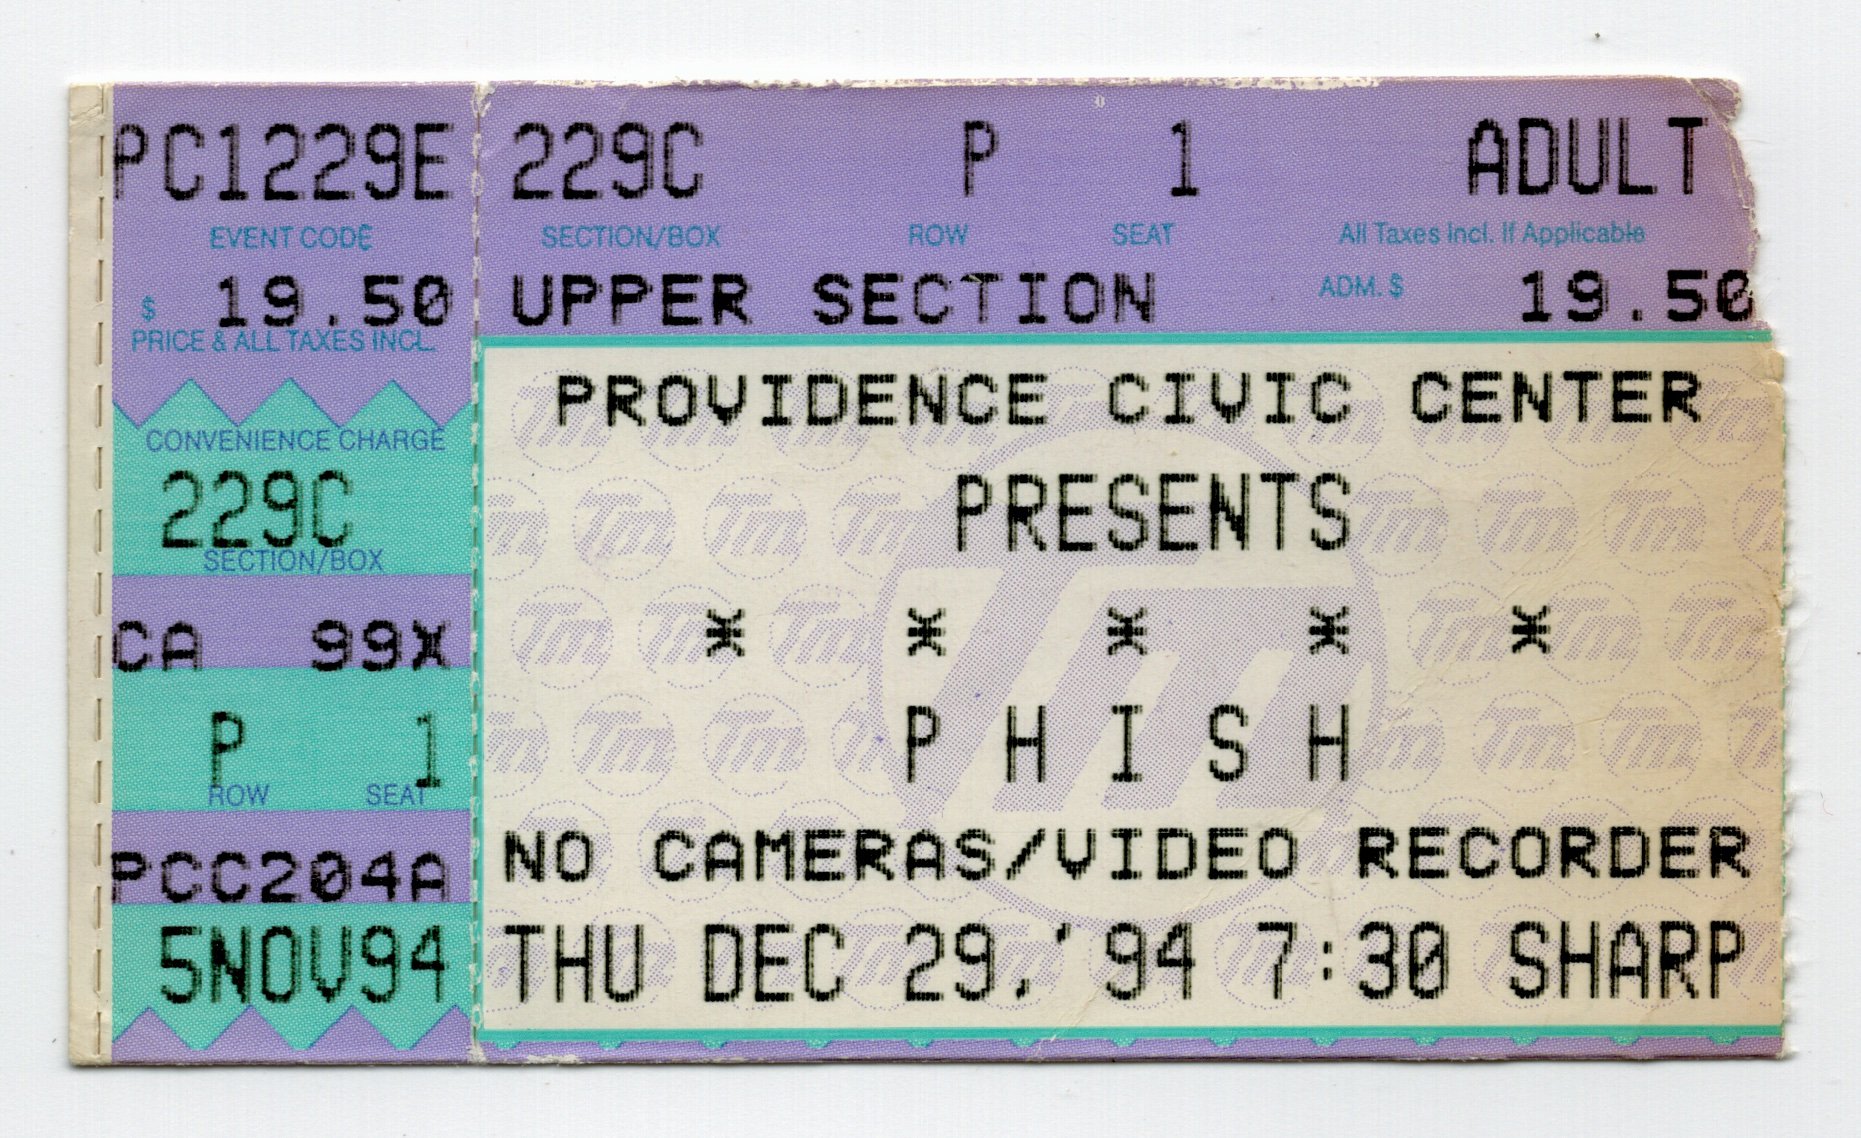 PC1229E
EVENT CODE
$ 19.50
PRICE & ALL TAXES INCL.
CONVENIENCE CHARGE
229C
SECTION/BOX
CA 99X
P 1
ROW SEAT
PCC204A
5NOV94
229C P 1 ADULT
SECTION/BOX ROW SEAT All Taxes Incl. If Applicable
UPPER SECTION ADM. $ 19.50
PROVIDENCE CIVIC CENTER
PRESENTS
* * * * *
P H I S H
NO CAMERAS/VIDEO RECORDER
THU DEC 29, '94 7:30 SHARP